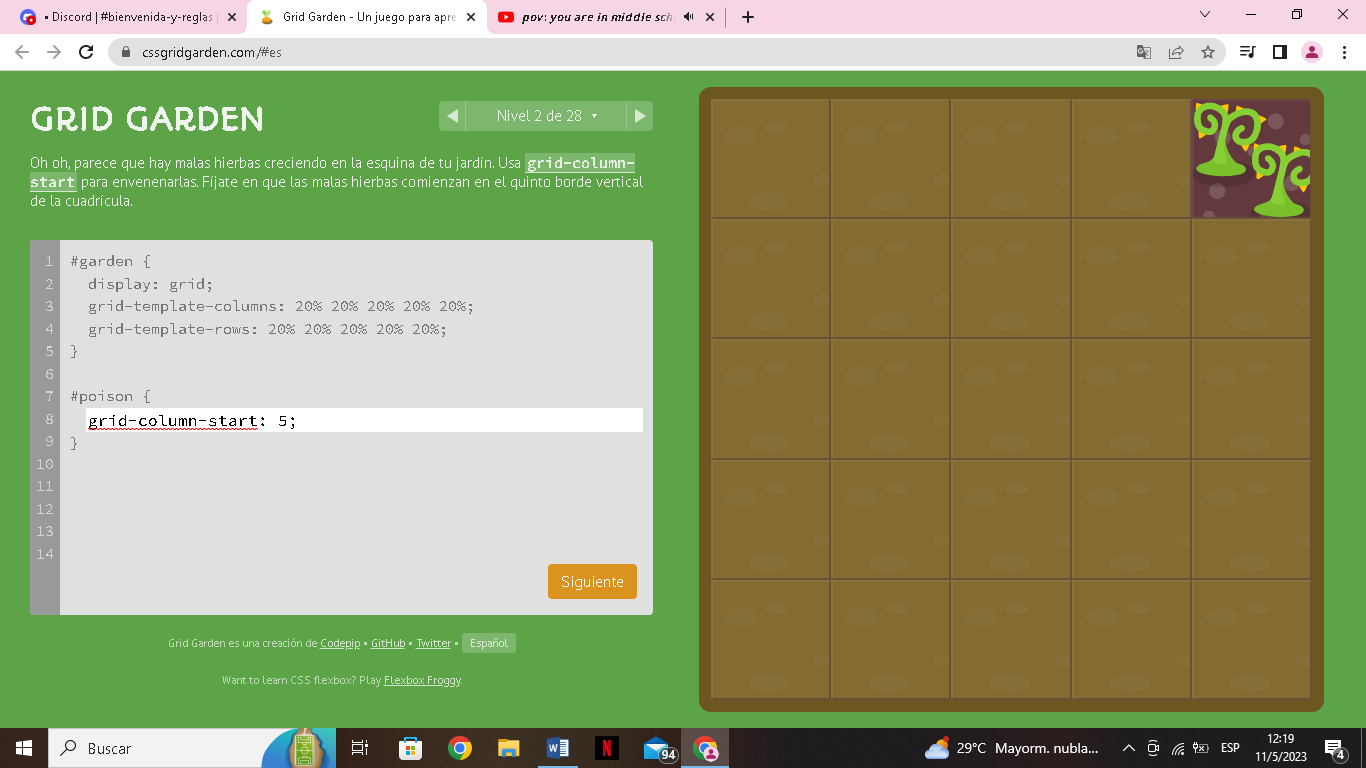 • Discord | #bienvenida-y-reglas
Grid Garden - Un juego para apre
pov: you are in middle sch
cssgridgarden.com/#es
GRID GARDEN
Nivel 2 de 28 ▾
Oh oh, parece que hay malas hierbas creciendo en la esquina de tu jardín. Usa grid-column-
start para envenenarlas. Fíjate en que las malas hierbas comienzan en el quinto borde vertical
de la cuadrícula.
1 #garden {
2 display: grid;
3 grid-template-columns: 20% 20% 20% 20% 20%;
4 grid-template-rows: 20% 20% 20% 20% 20%;
5 }
6
7 #poison {
8 grid-column-start: 5;
9 }
10
11
12
13
14
Siguiente
Grid Garden es una creación de Codepip • GitHub • Twitter • Español
Want to learn CSS flexbox? Play Flexbox Froggy.
Buscar
W
N
94
29°C Mayorm. nubla...
ESP
12:19
11/5/2023
4